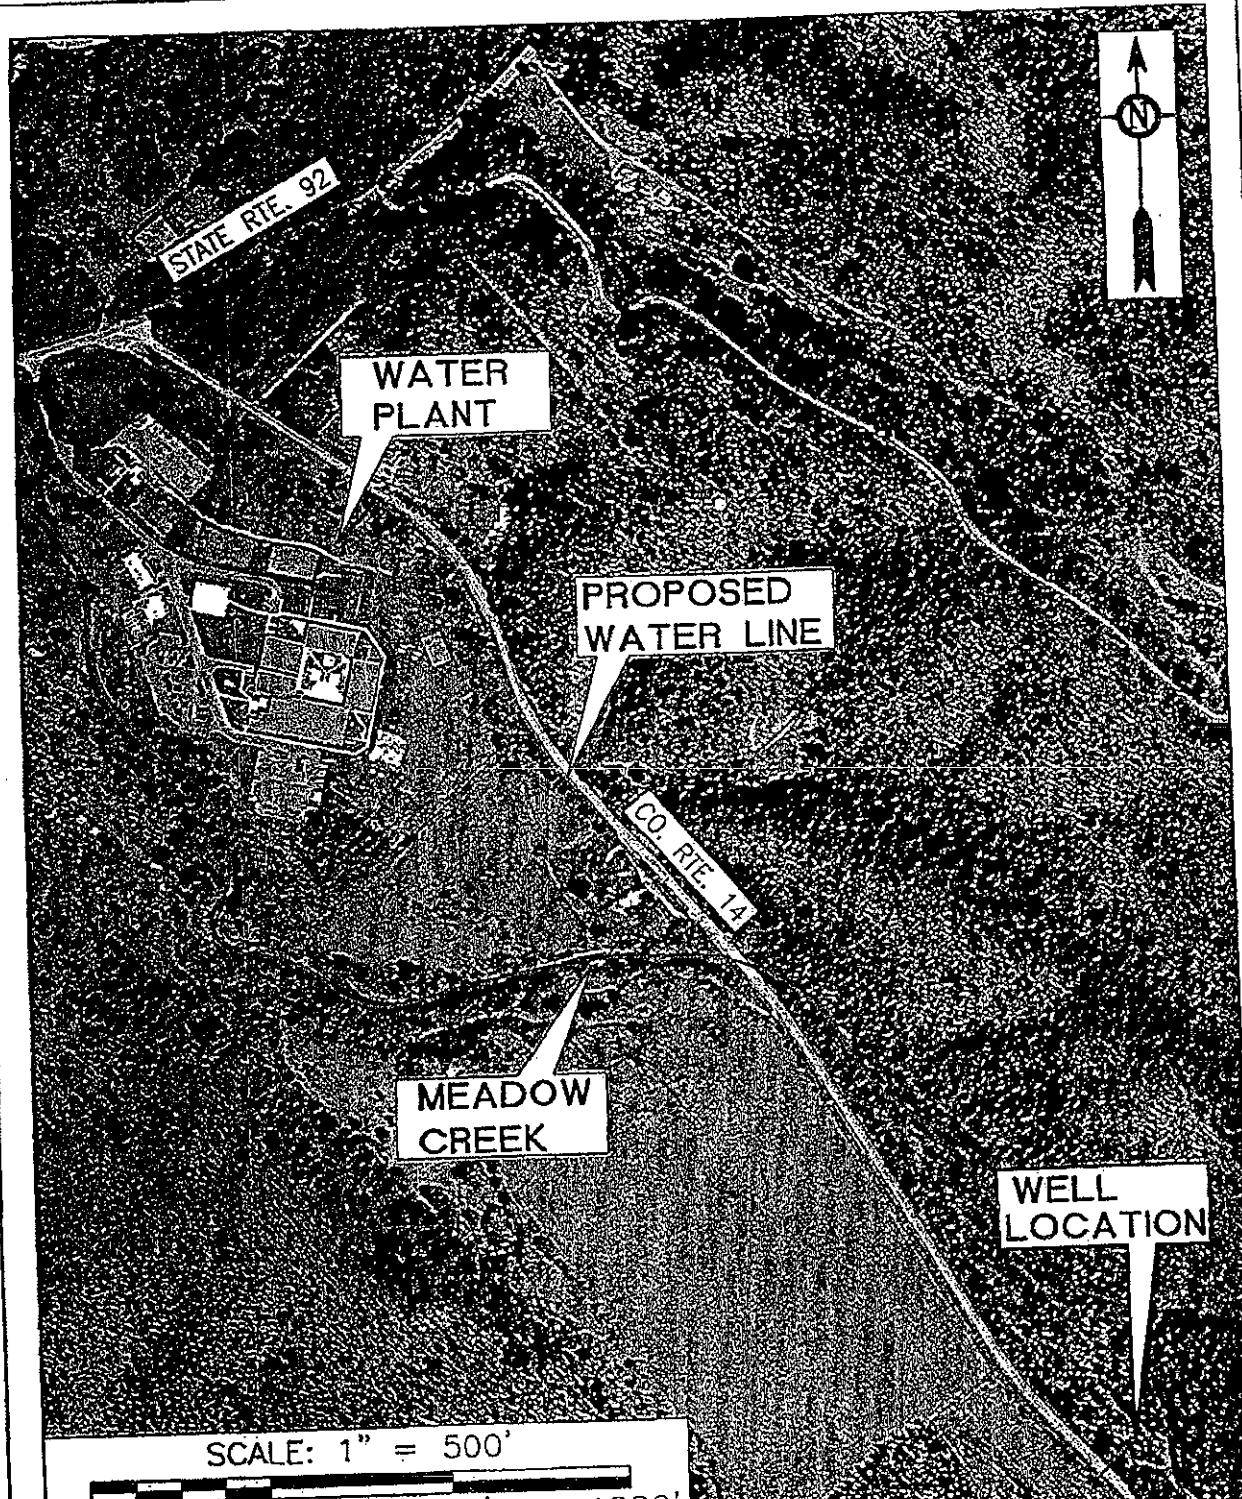 N
STATE RTE. 92
WATER
PLANT
PROPOSED
WATER LINE
CO. RTE. 14
MEADOW
CREEK
WELL
LOCATION
SCALE: 1" = 500'